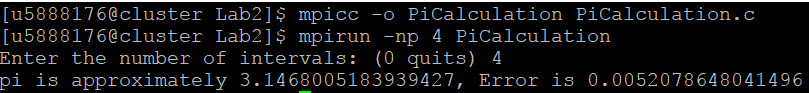 [u5888176@cluster Lab2]$ mpicc -o PiCalculation PiCalculation.c
[u5888176@cluster Lab2]$ mpirun -np 4 PiCalculation
Enter the number of intervals: (0 quits) 4
pi is approximately 3.1468005183939427, Error is 0.0052078648041496